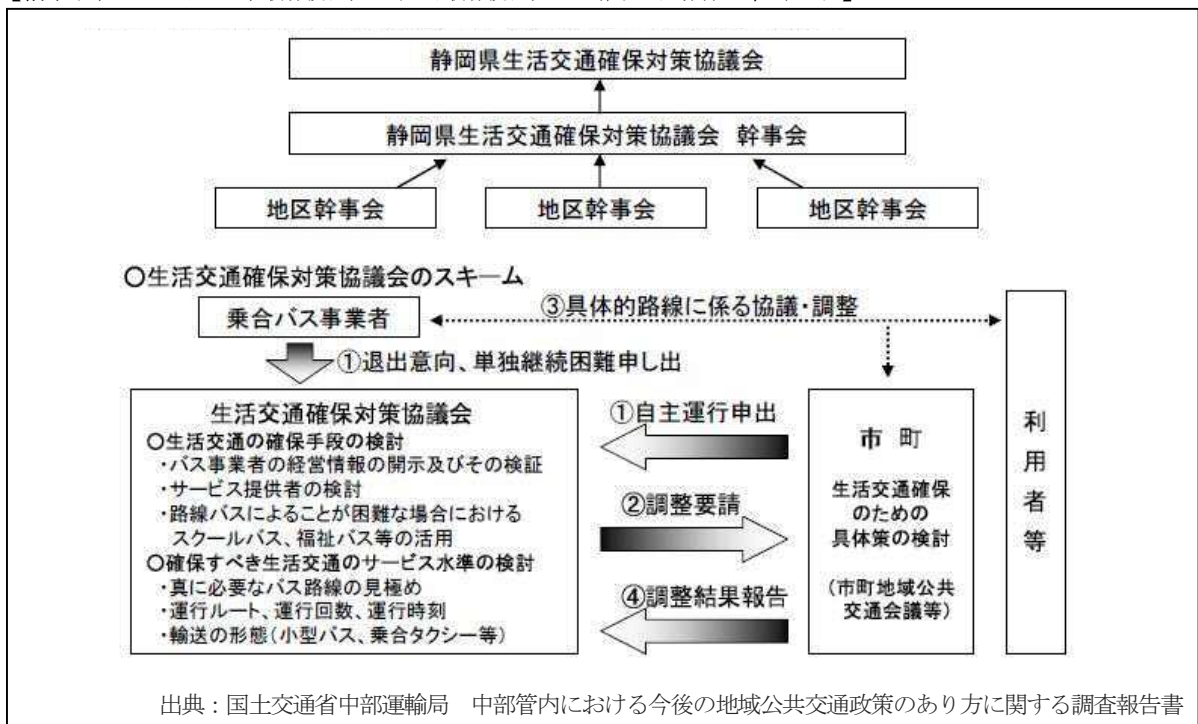 静岡県生活交通確保対策協議会
静岡県生活交通確保対策協議会 幹事会
地区幹事会
地区幹事会
地区幹事会
〇生活交通確保対策協議会のスキーム
乗合バス事業者
③具体的路線に係る協議・調整
①退出意向、単独継続困難申し出
生活交通確保対策協議会
〇生活交通の確保手段の検討
・バス事業者の経営情報の開示及びその検証
・サービス提供者の検討
・路線バスによることが困難な場合における
スクールバス、福祉バス等の活用
〇確保すべき生活交通のサービス水準の検討
・真に必要なバス路線の見極め
・運行ルート、運行回数、運行時刻
・輸送の形態(小型バス、乗合タクシー等)
①自主運行申出
②調整要請
④調整結果報告
市 町
生活交通確保
のための
具体策の検討
(市町地域公共
交通会議等)
利用者等
出典：国土交通省中部運輸局　中部管内における今後の地域公共交通政策のあり方に関する調査報告書